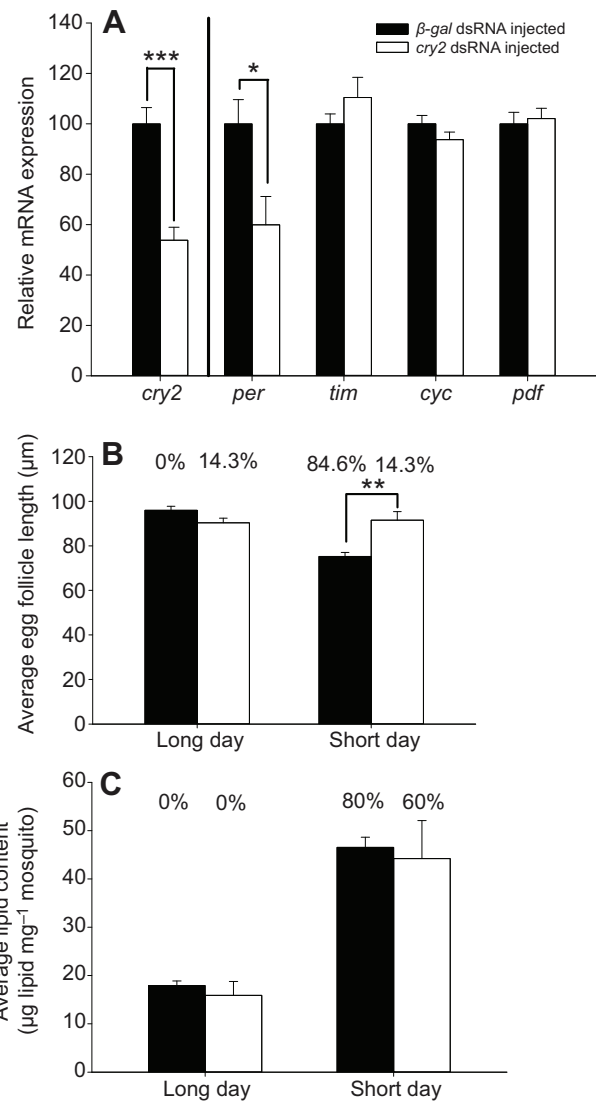 A
β-gal dsRNA injected
cry2 dsRNA injected
Relative mRNA expression
140
120
100
80
60
40
20
0
***
*
cry2 per tim cyc pdf
B
Average egg follicle length (µm)
120
100
80
60
40
20
0
0% 14.3% 84.6% 14.3%
**
Long day Short day
C
Average lipid content
(µg lipid mg⁻¹ mosquito)
60
50
40
30
20
10
0
0% 0% 80% 60%
Long day Short day